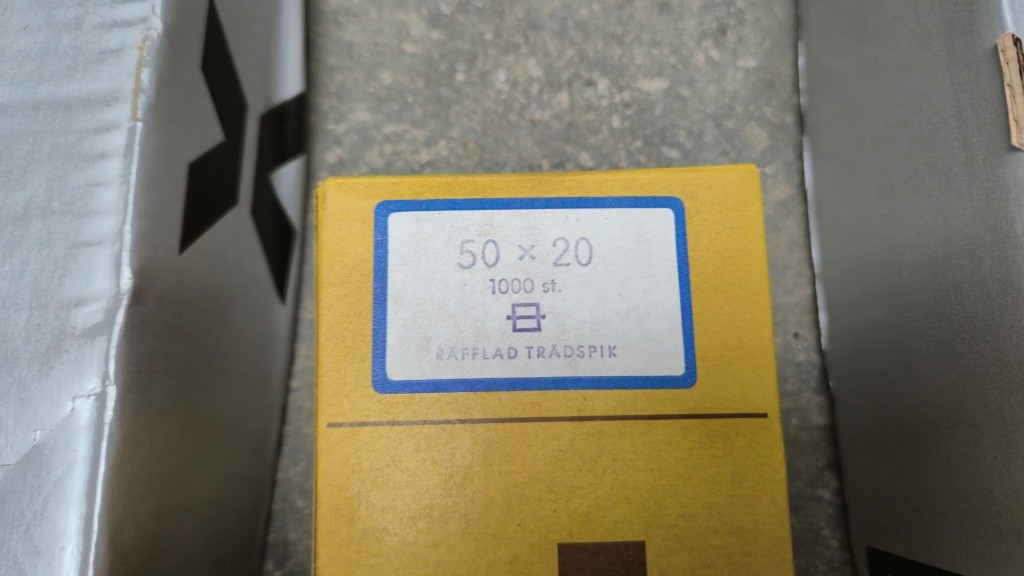 50 × 20
1000 st.
RÄFFLAD TRÅDSPIK